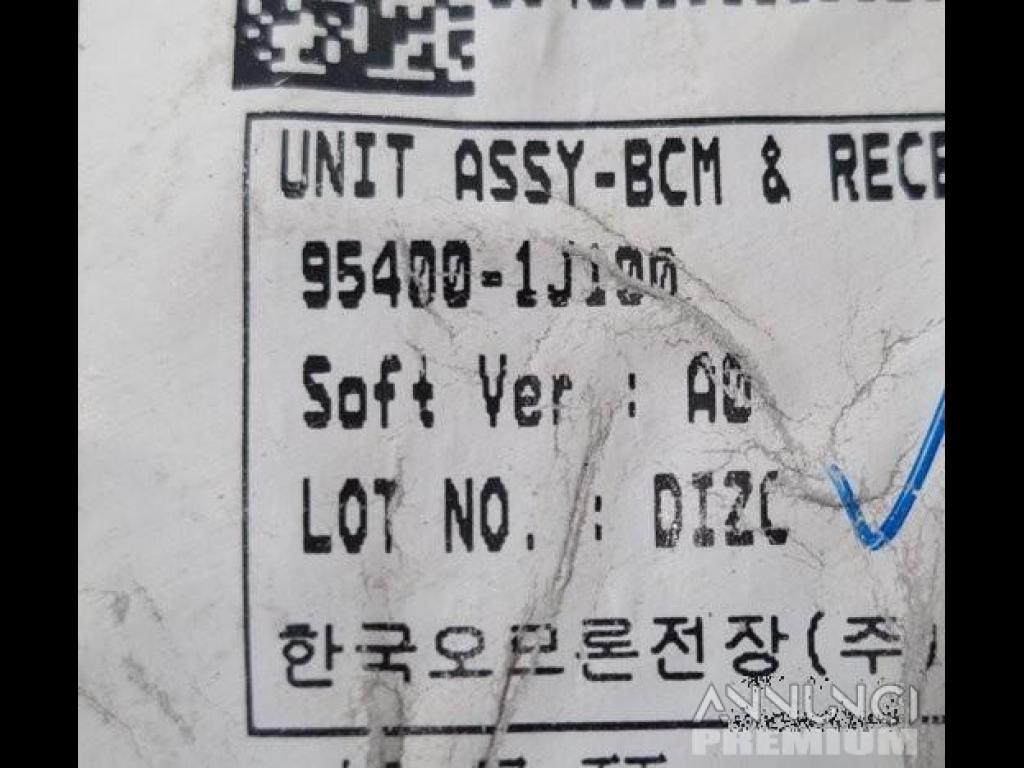 UNIT ASSY-BCM & RECE
95400-1J100
Soft Ver : A0
LOT NO. : DIZC
한국오므론전장(주)
ANNUNCI
PREMIUM